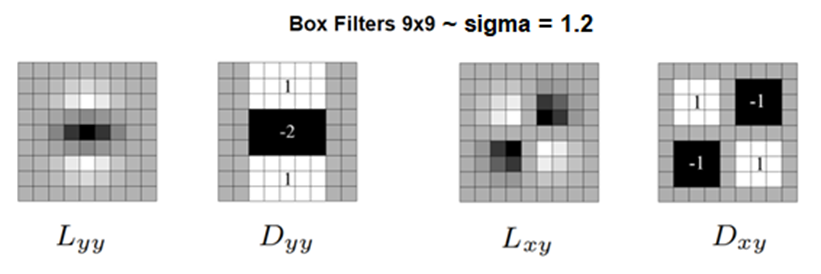 Box Filters 9x9 ~ sigma = 1.2
1
-2
1
1
-1
-1
1
Lyy
Dyy
Lxy
Dxy